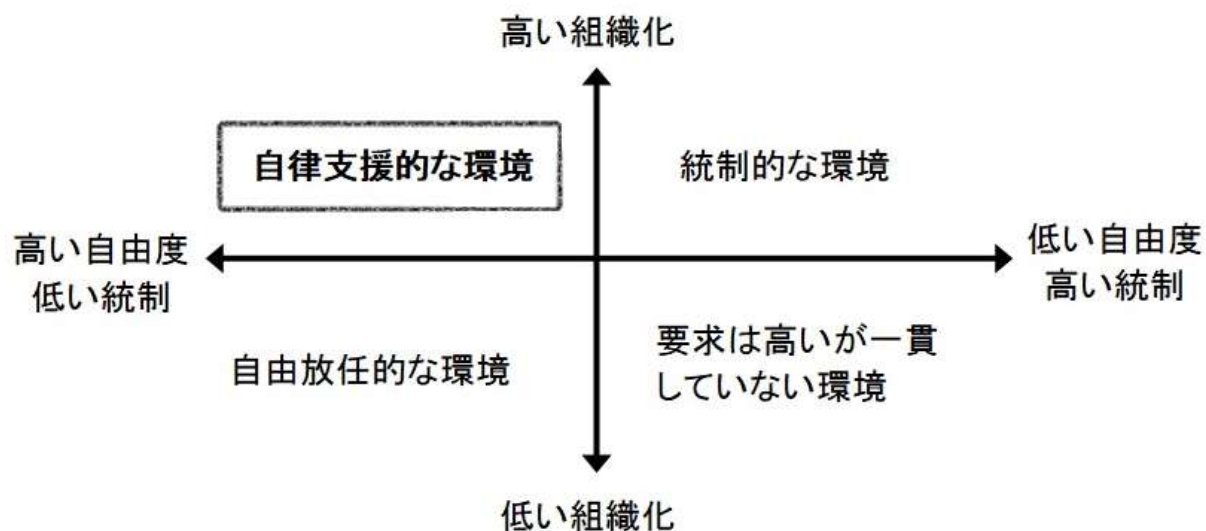 高い組織化
自律支援的な環境
統制的な環境
高い自由度
低い統制
低い自由度
高い統制
自由放任的な環境
要求は高いが一貫
していない環境
低い組織化